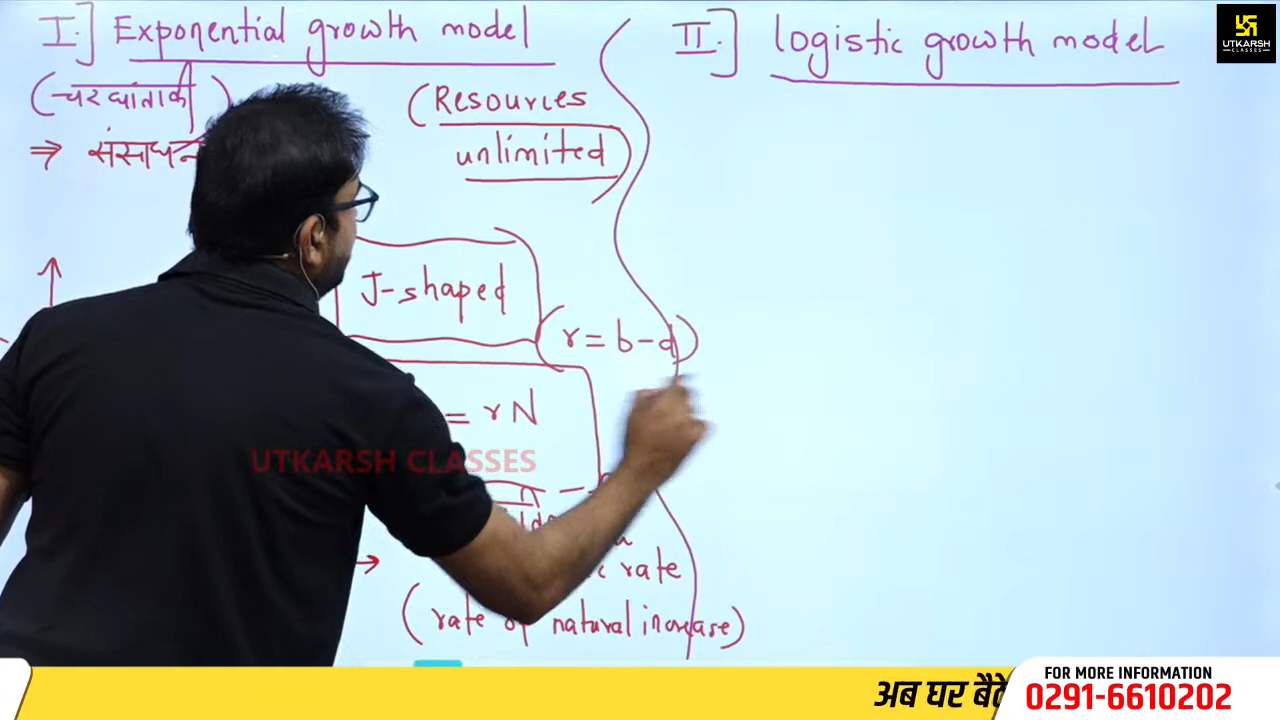 I.] Exponential growth model
(चरघांताकी)
⇒ संसाधन
(Resources
unlimited)
J-shaped
(r = b-d)
= rN
rate
(rate of natural increase)
II.] logistic growth model
UTKARSH
CLASSES
UTKARSH CLASSES
अब घर बैठे
FOR MORE INFORMATION
0291-6610202